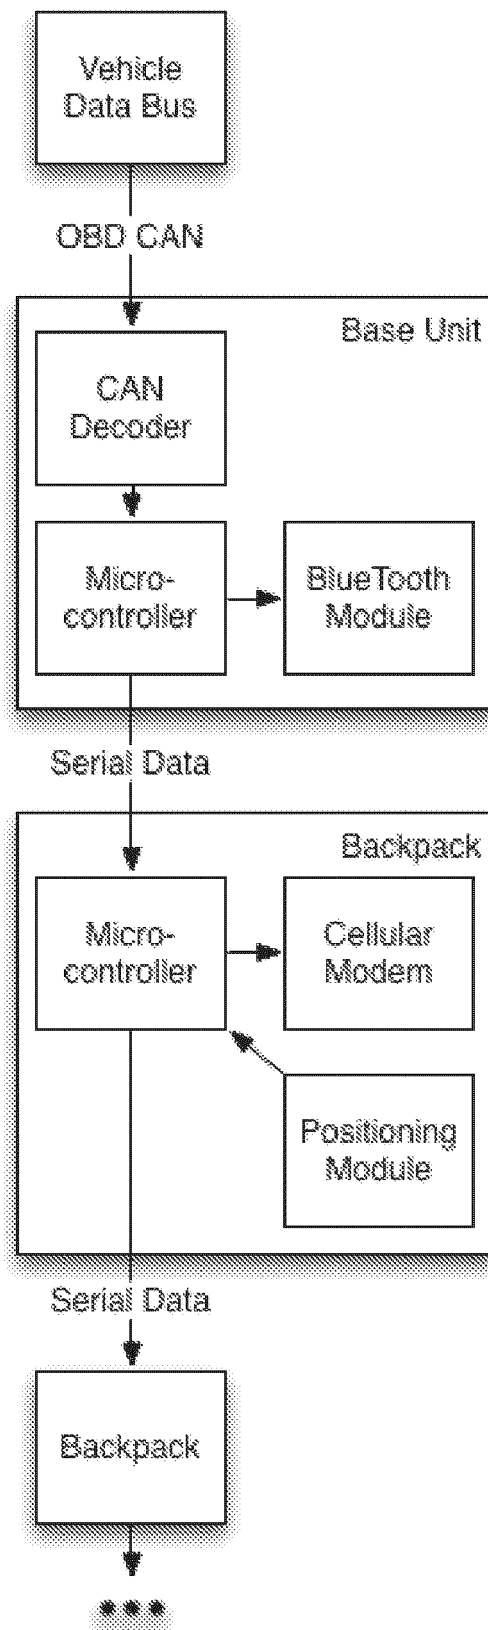 Vehicle
Data Bus
OBD CAN
Base Unit
CAN
Decoder
Micro-
controller
BlueTooth
Module
Serial Data
Backpack
Micro-
controller
Cellular
Modem
Positioning
Module
Serial Data
Backpack
•••